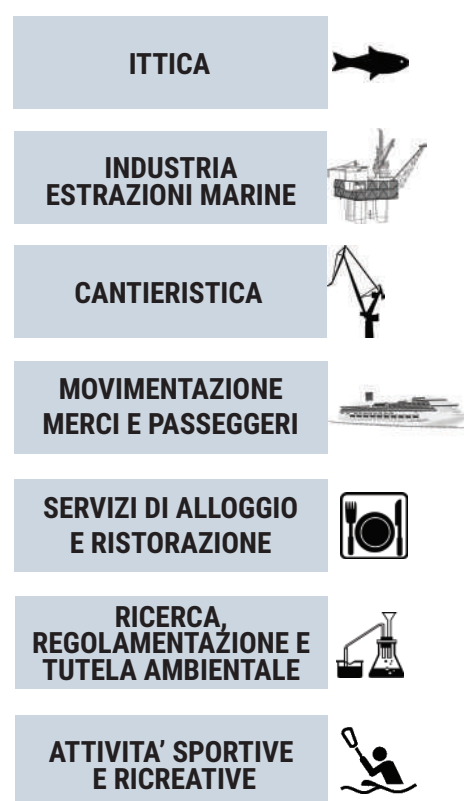 ITTICA
INDUSTRIA
ESTRAZIONI MARINE
CANTIERISTICA
MOVIMENTAZIONE
MERCI E PASSEGGERI
SERVIZI DI ALLOGGIO
E RISTORAZIONE
RICERCA,
REGOLAMENTAZIONE E
TUTELA AMBIENTALE
ATTIVITA’ SPORTIVE
E RICREATIVE